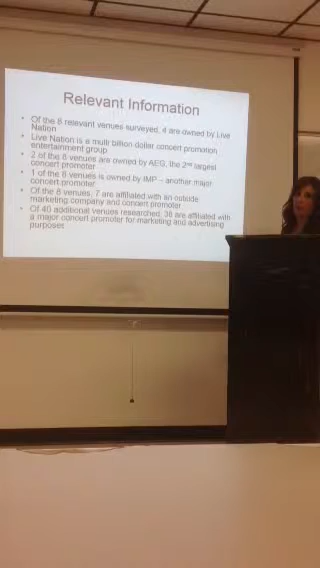 Relevant Information
• Of the 8 relevant venues surveyed, 4 are owned by Live
Nation
• Live Nation is a multi billion dollar concert promotion
entertainment group
• 2 of the 8 venues are owned by AEG, the 2nd largest
concert promoter
• 1 of the 8 venues is owned by IMP – another major
concert promoter
• Of the 8 venues, 7 are affiliated with an outside
marketing company and concert promoter
• Of 40 additional venues researched, 36 are affiliated with
a major concert promoter for marketing and advertising
purposes